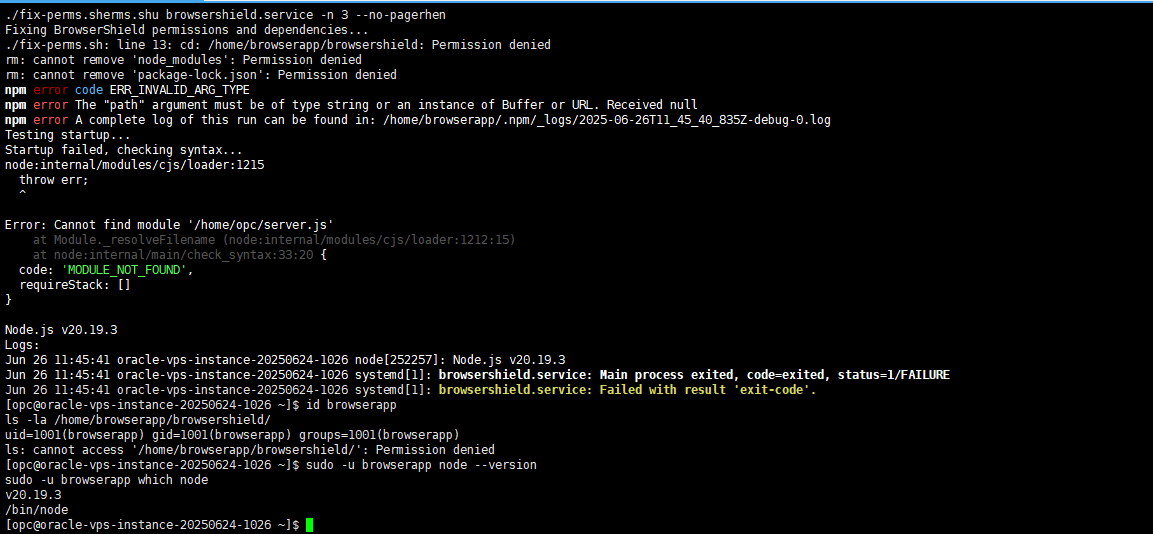 ./fix-perms.sherms.shu browsershield.service -n 3 --no-pagerhen
Fixing BrowserShield permissions and dependencies...
./fix-perms.sh: line 13: cd: /home/browserapp/browsershield: Permission denied
rm: cannot remove 'node_modules': Permission denied
rm: cannot remove 'package-lock.json': Permission denied
npm error code ERR_INVALID_ARG_TYPE
npm error The "path" argument must be of type string or an instance of Buffer or URL. Received null
npm error A complete log of this run can be found in: /home/browserapp/.npm/_logs/2025-06-26T11_45_40_835Z-debug-0.log
Testing startup...
Startup failed, checking syntax...
node:internal/modules/cjs/loader:1215
  throw err;
  ^

Error: Cannot find module '/home/opc/server.js'
    at Module._resolveFilename (node:internal/modules/cjs/loader:1212:15)
    at node:internal/main/check_syntax:33:20 {
  code: 'MODULE_NOT_FOUND',
  requireStack: []
}

Node.js v20.19.3
Logs:
Jun 26 11:45:41 oracle-vps-instance-20250624-1026 node[252257]: Node.js v20.19.3
Jun 26 11:45:41 oracle-vps-instance-20250624-1026 systemd[1]: browsershield.service: Main process exited, code=exited, status=1/FAILURE
Jun 26 11:45:41 oracle-vps-instance-20250624-1026 systemd[1]: browsershield.service: Failed with result 'exit-code'.
[opc@oracle-vps-instance-20250624-1026 ~]$ id browserapp
ls -la /home/browserapp/browsershield/
uid=1001(browserapp) gid=1001(browserapp) groups=1001(browserapp)
ls: cannot access '/home/browserapp/browsershield/': Permission denied
[opc@oracle-vps-instance-20250624-1026 ~]$ sudo -u browserapp node --version
sudo -u browserapp which node
v20.19.3
/bin/node
[opc@oracle-vps-instance-20250624-1026 ~]$